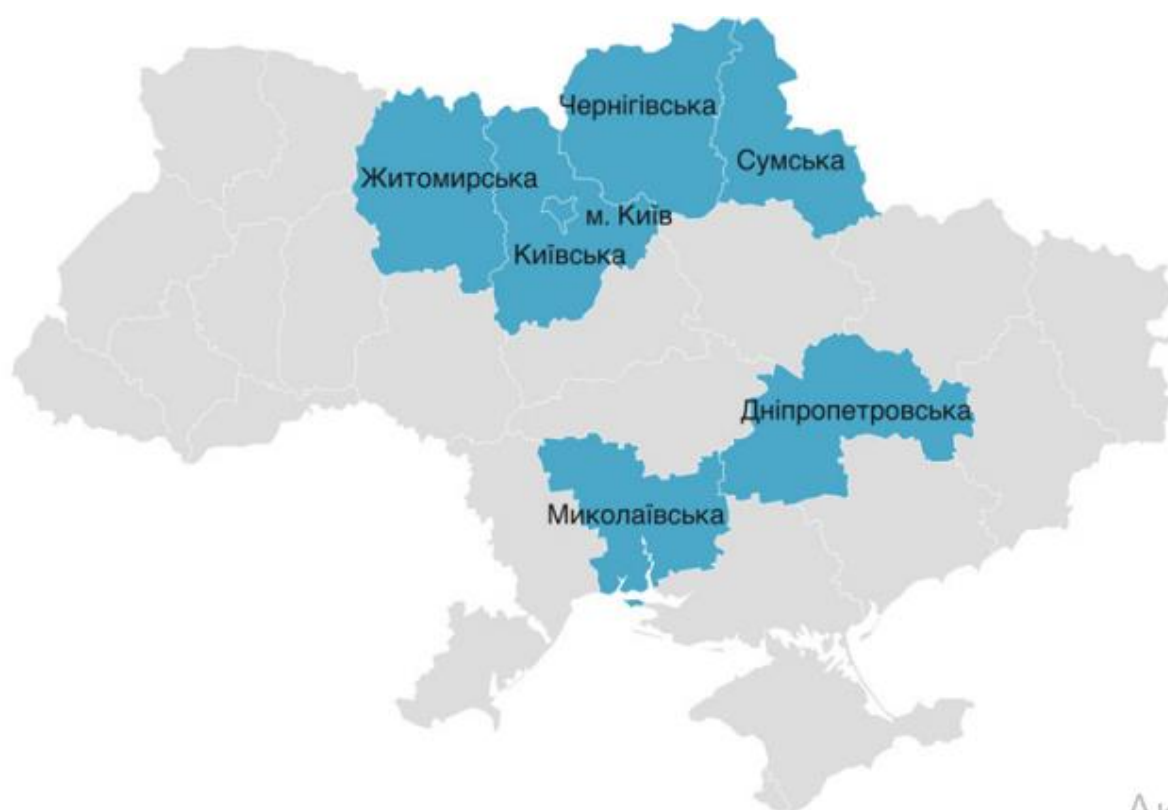 Чернігівська
Сумська
Житомирська
м. Київ
Київська
Дніпропетровська
Миколаївська